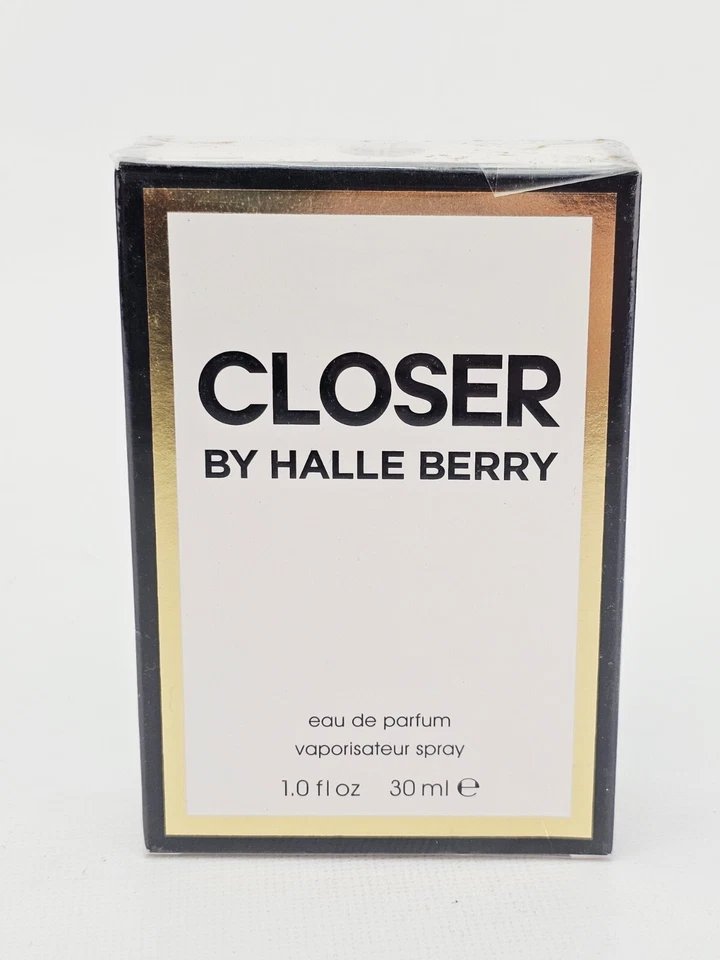 CLOSER
BY HALLE BERRY
eau de parfum
vaporisateur spray
1.0 fl oz 30 ml ℮